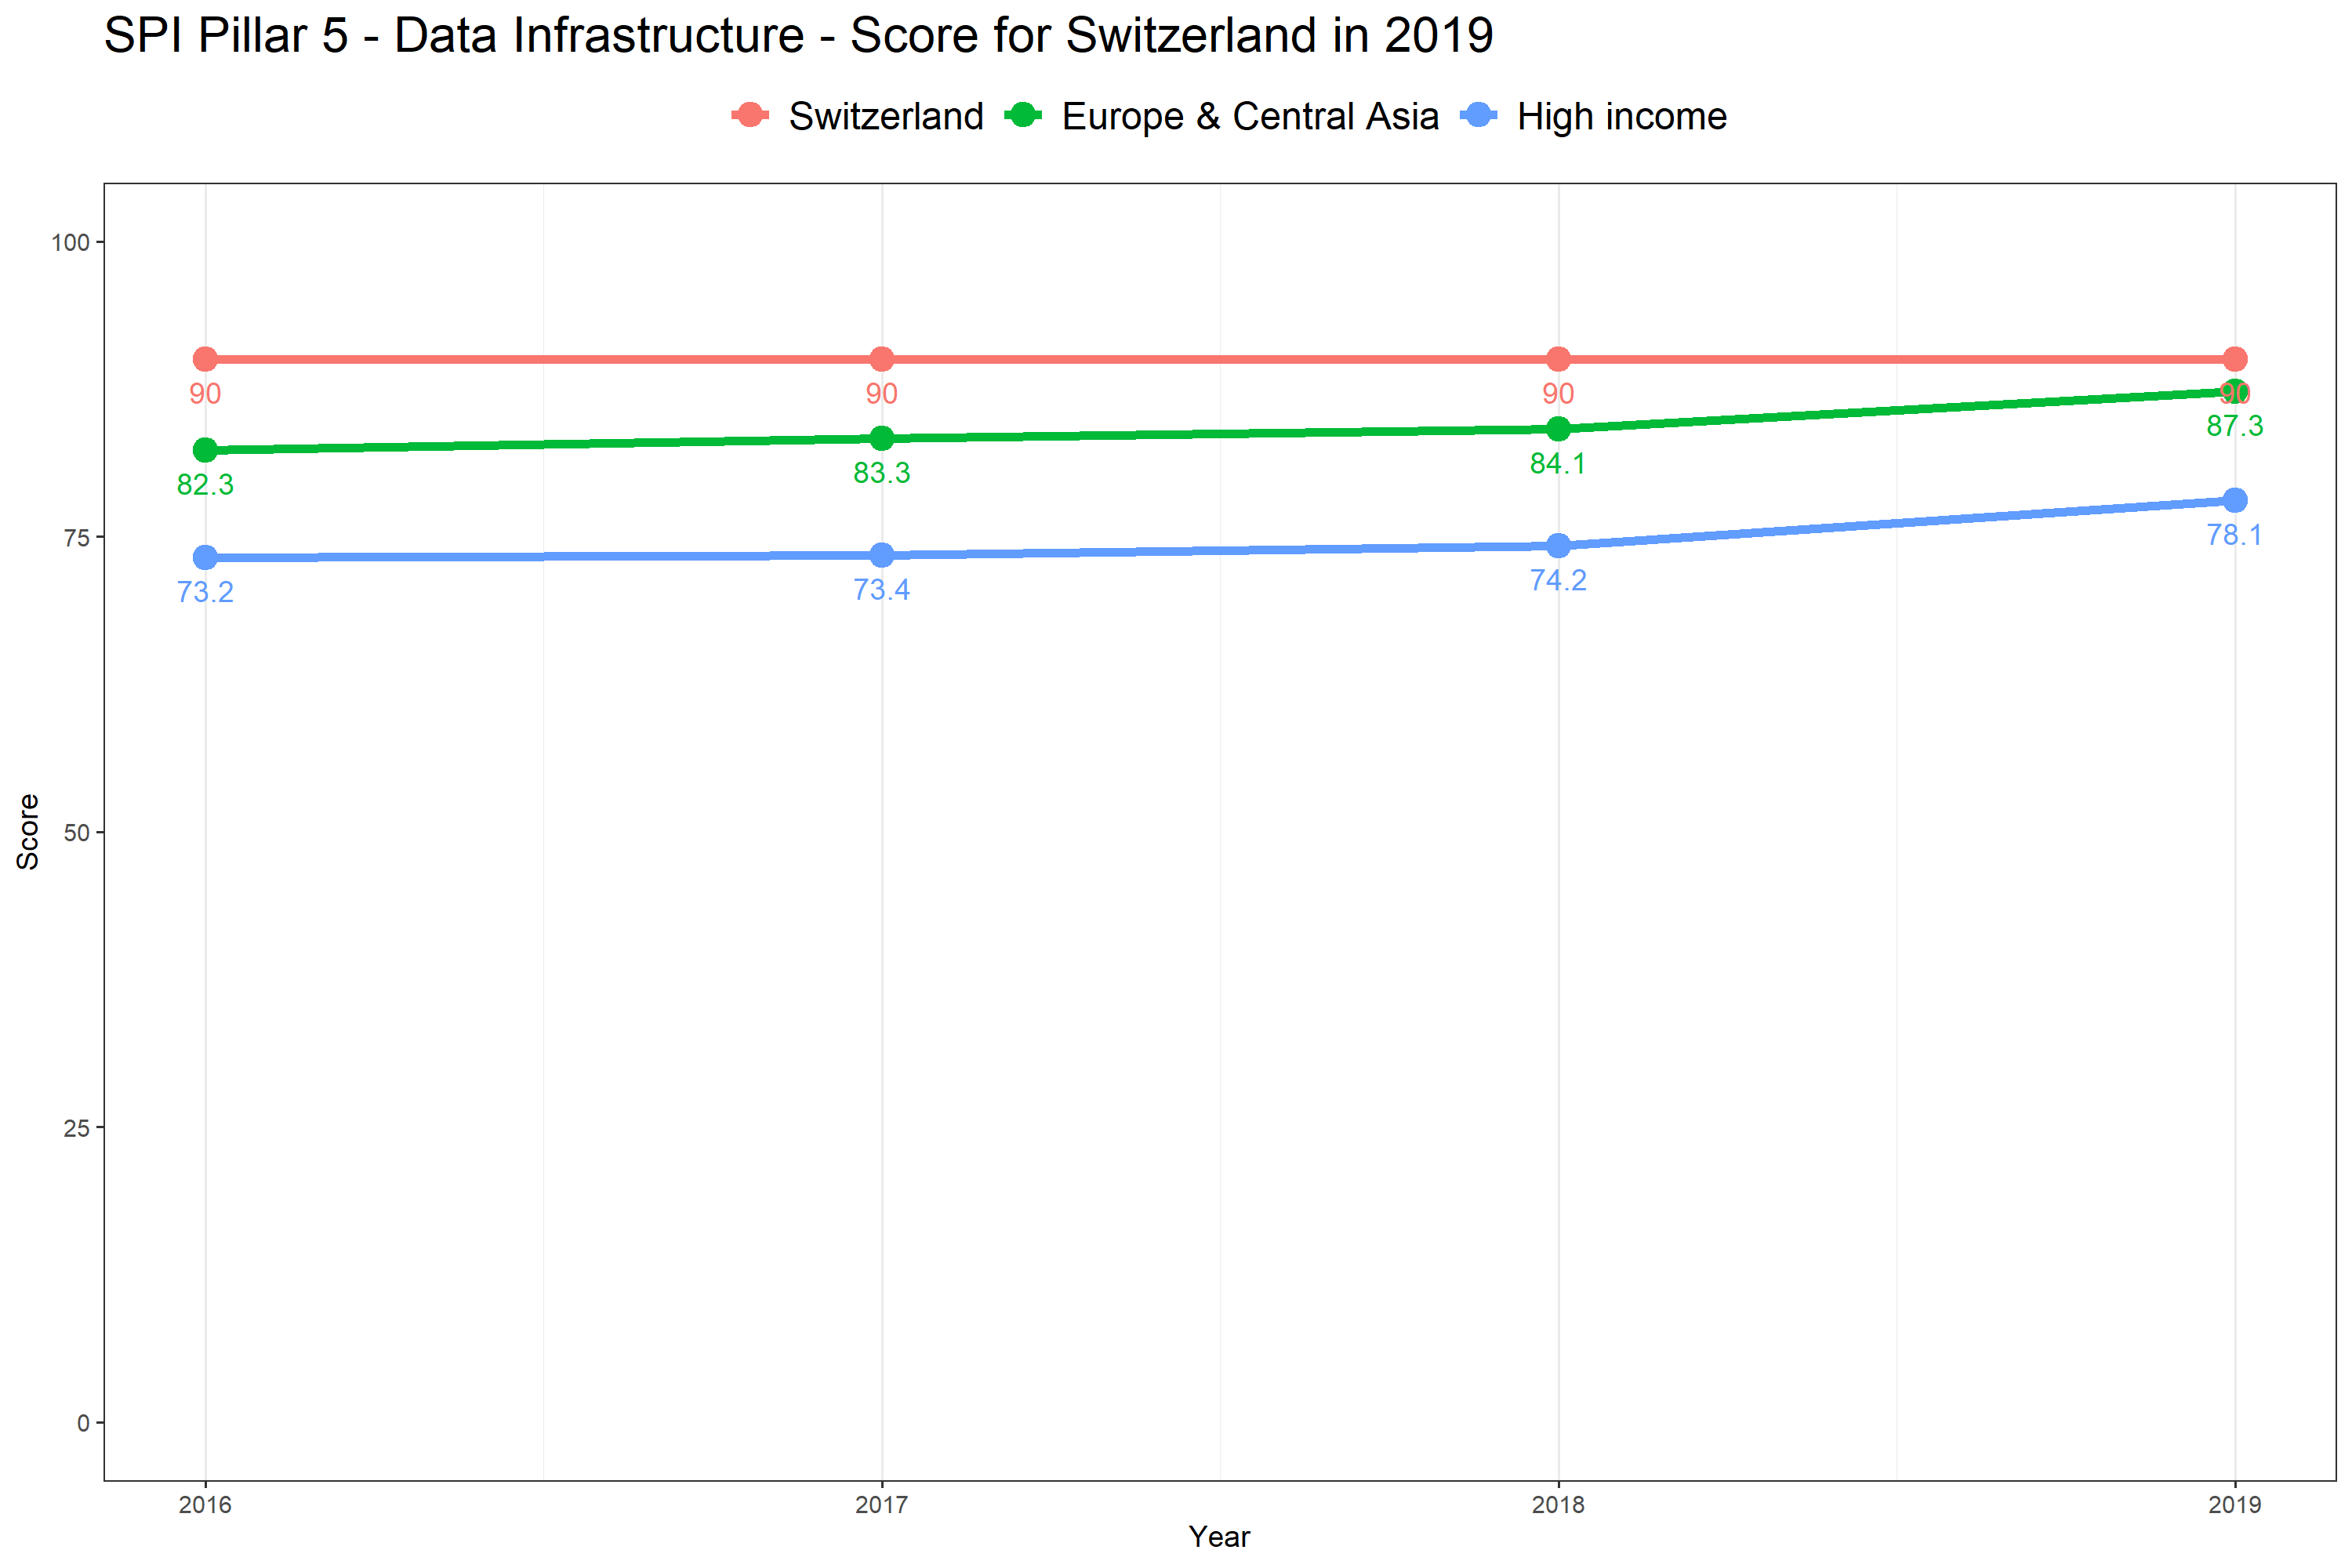 SPI Pillar 5 - Data Infrastructure - Score for Switzerland in 2019
Switzerland Europe & Central Asia High income
100
75
50
25
0
Score
90 90 90 90
82.3 83.3 84.1 87.3
73.2 73.4 74.2 78.1
2016 2017 2018 2019
Year